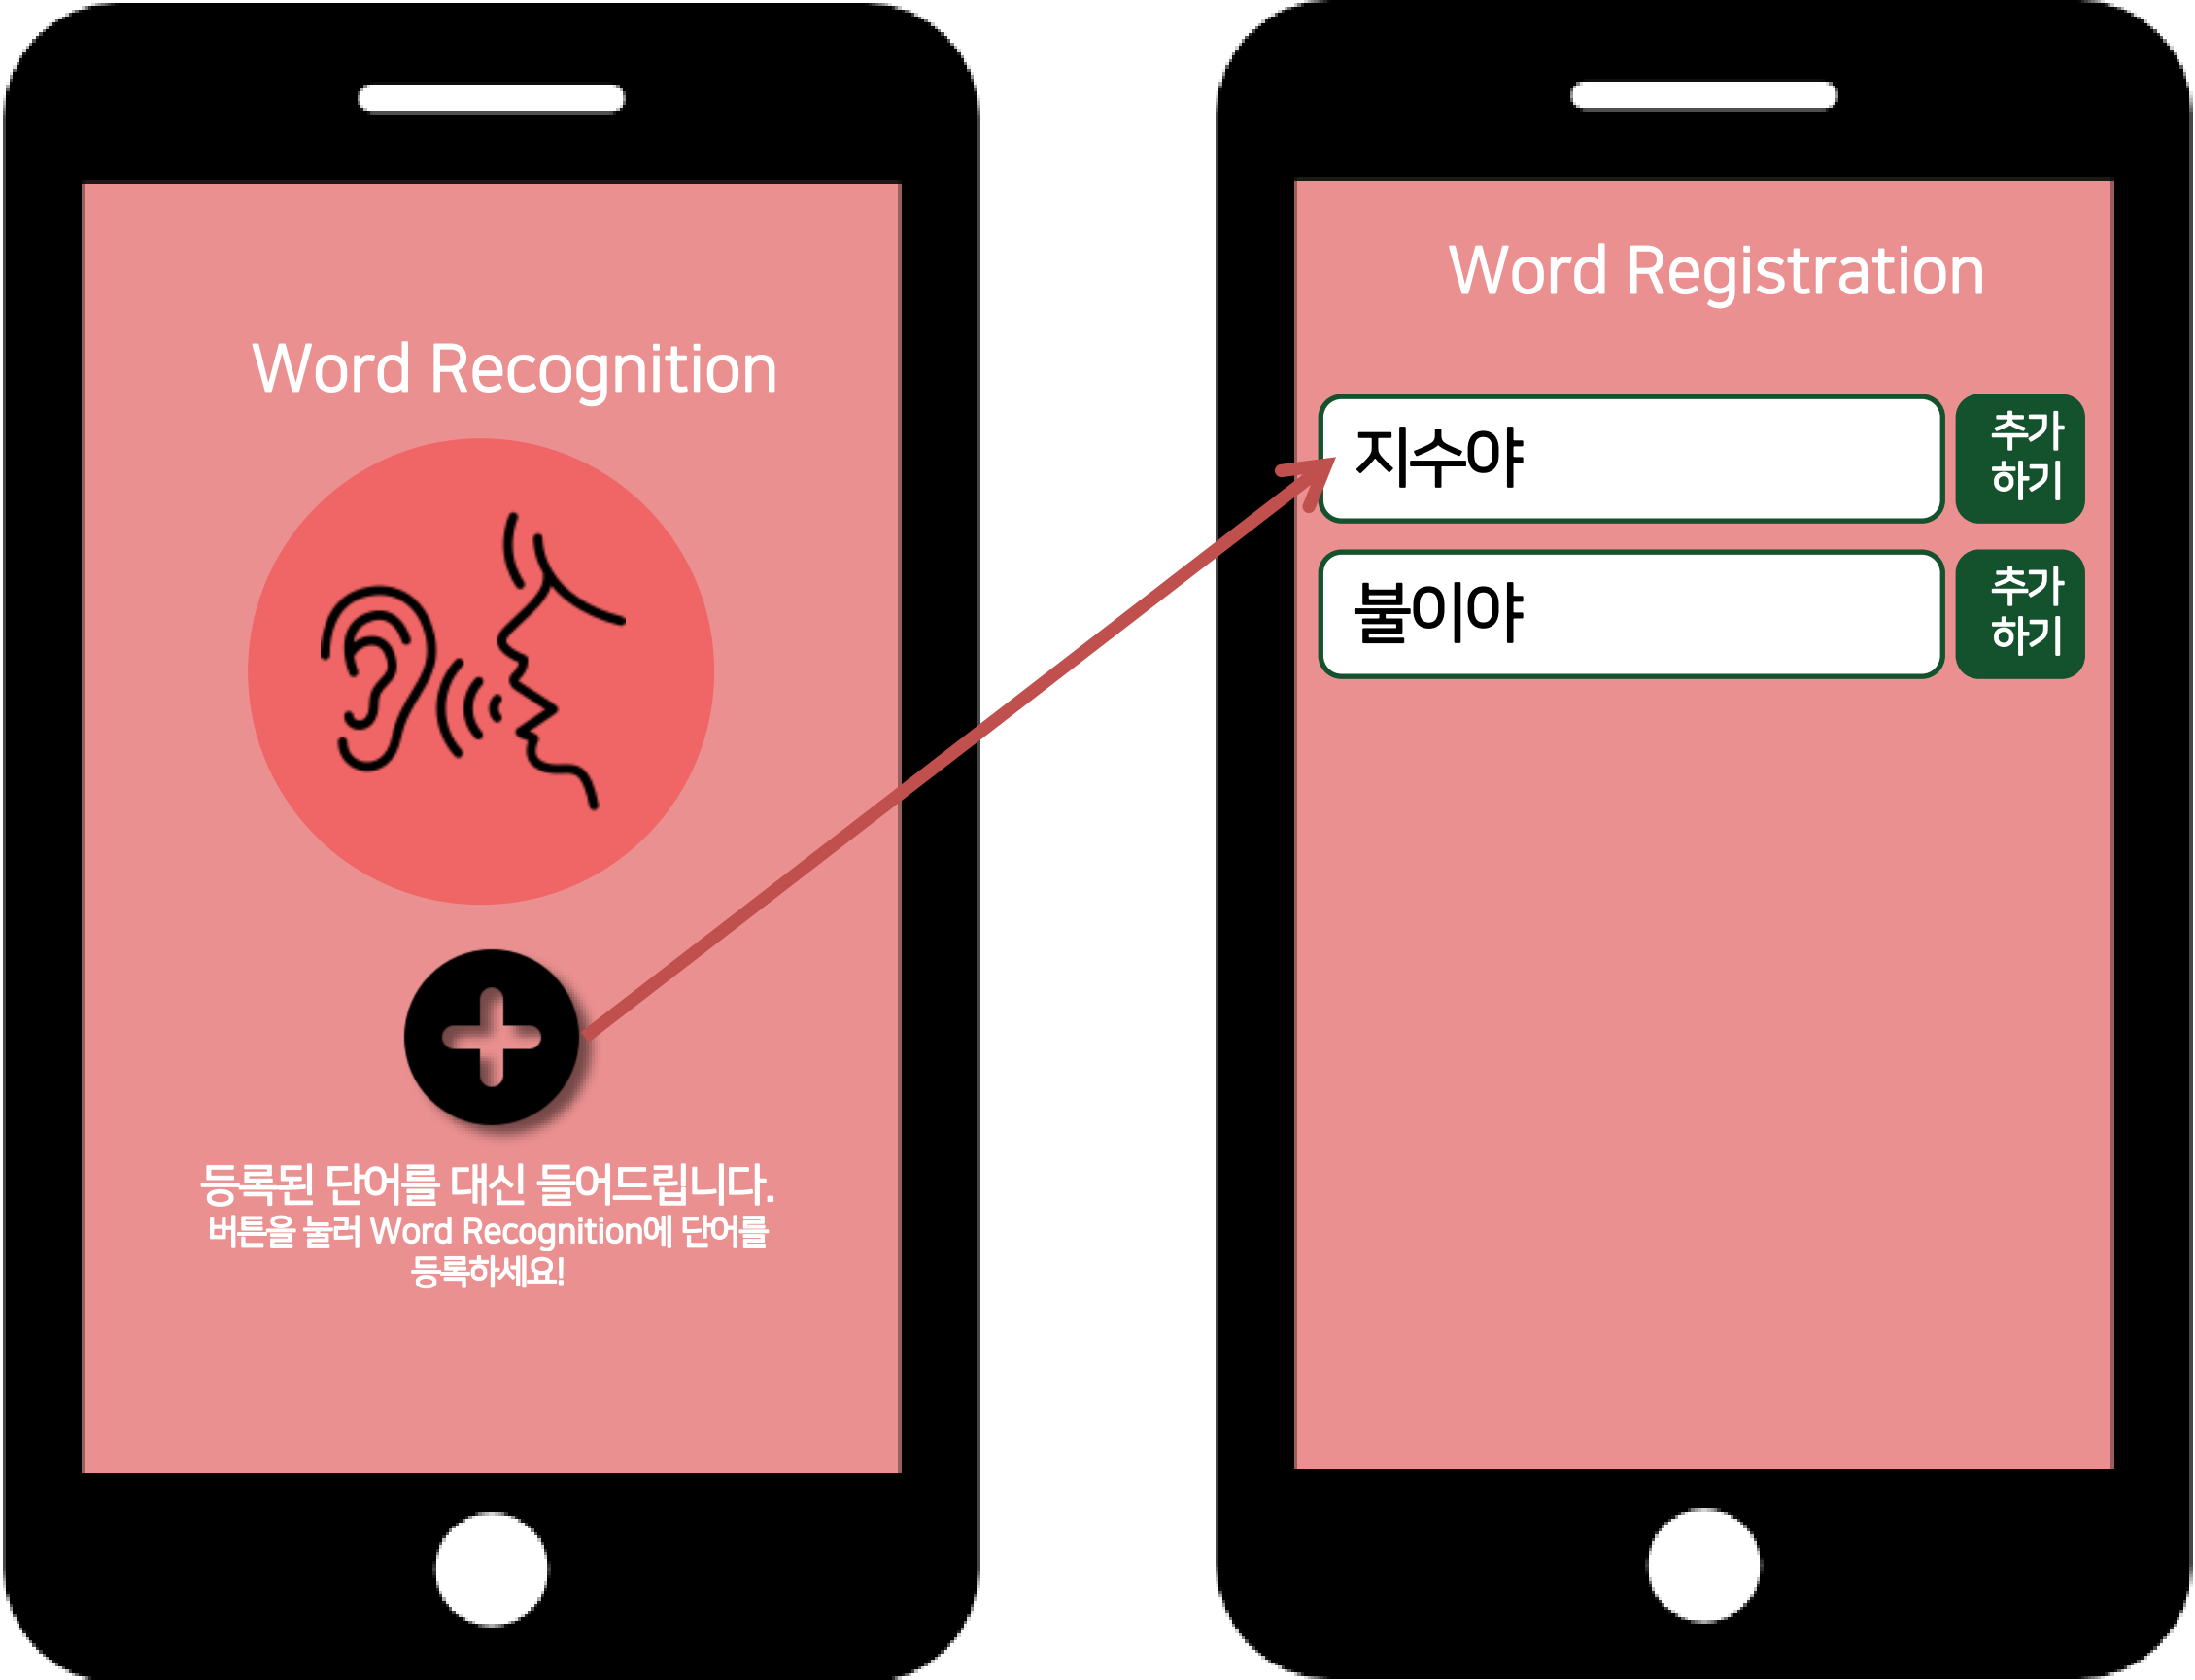 Word Recognition
등록된 단어를 대신 들어드립니다.
버튼을 눌러 Word Recognition에 단어를
등록하세요!
Word Registration
지수야
추가
하기
불이야
추가
하기